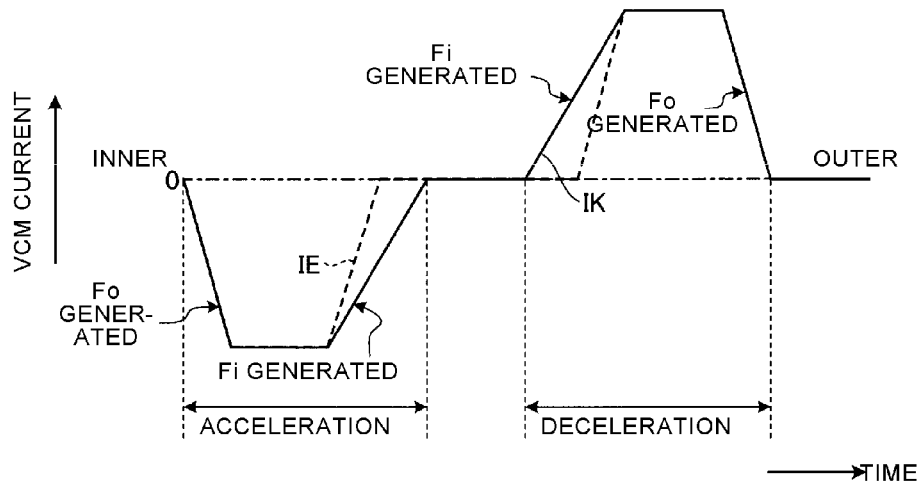 Fi
GENERATED
Fo
GENERATED
VCM CURRENT
INNER
0
OUTER
IK
IE
Fo
GENER-
ATED
Fi GENERATED
ACCELERATION
DECELERATION
TIME